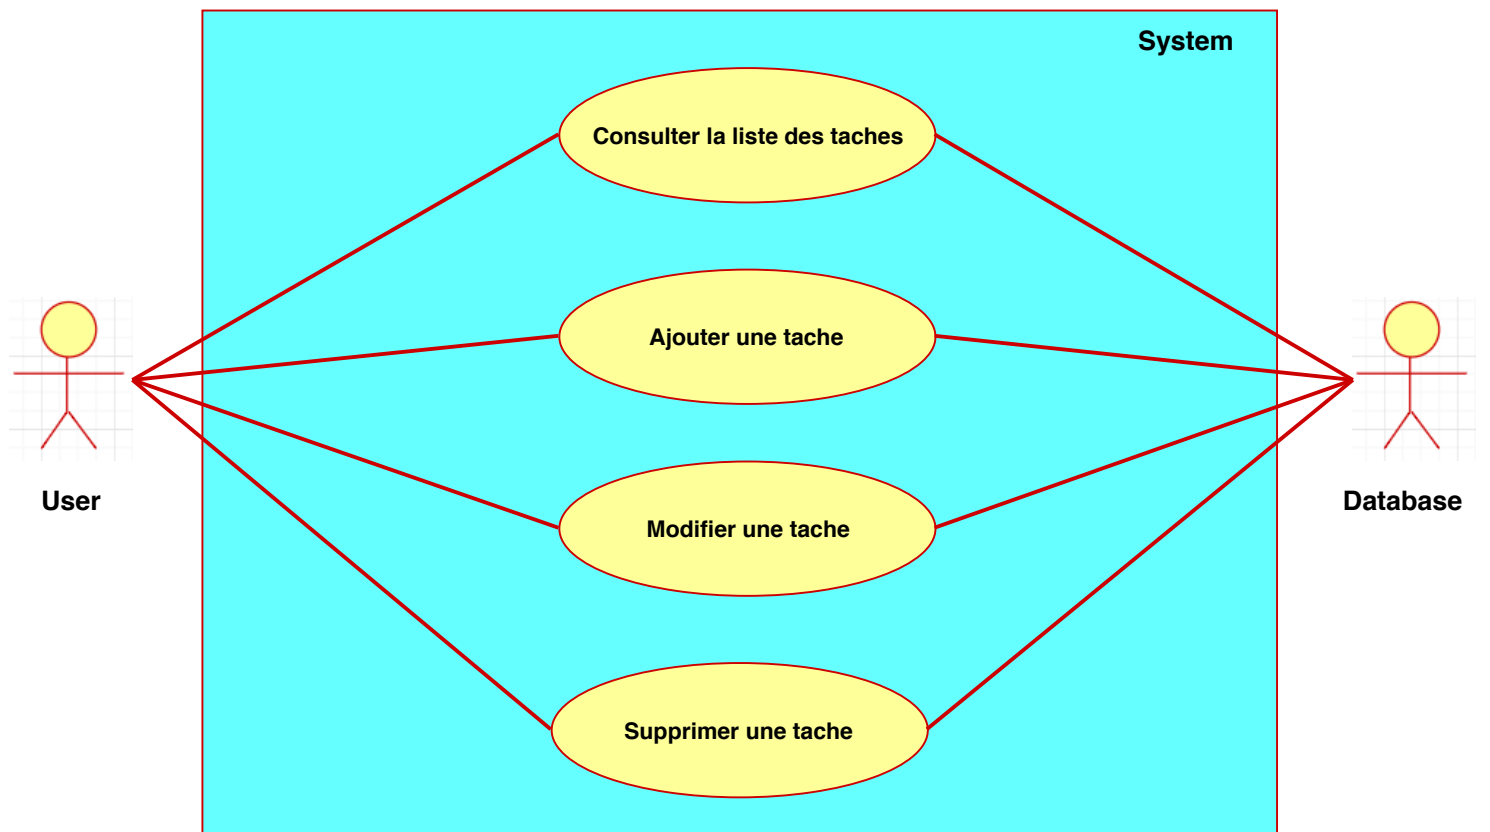 System
Consulter la liste des taches
Ajouter une tache
User
Database
Modifier une tache
Supprimer une tache